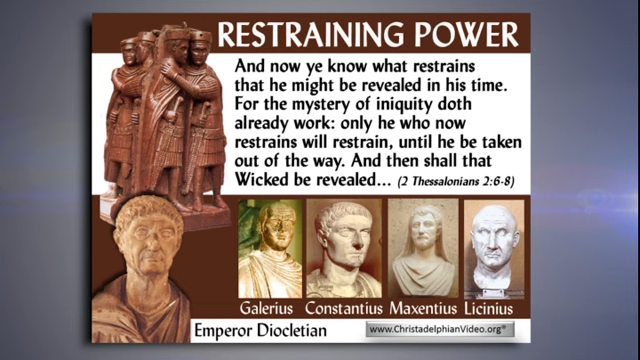 RESTRAINING POWER
And now ye know what restrains
that he might be revealed in his time.
For the mystery of iniquity doth
already work: only he who now
restrains will restrain, until he be taken
out of the way. And then shall that
Wicked be revealed... (2 Thessalonians 2:6-8)
Galerius Constantius Maxentius Licinius
Emperor Diocletian
www.ChristadelphianVideo.org®